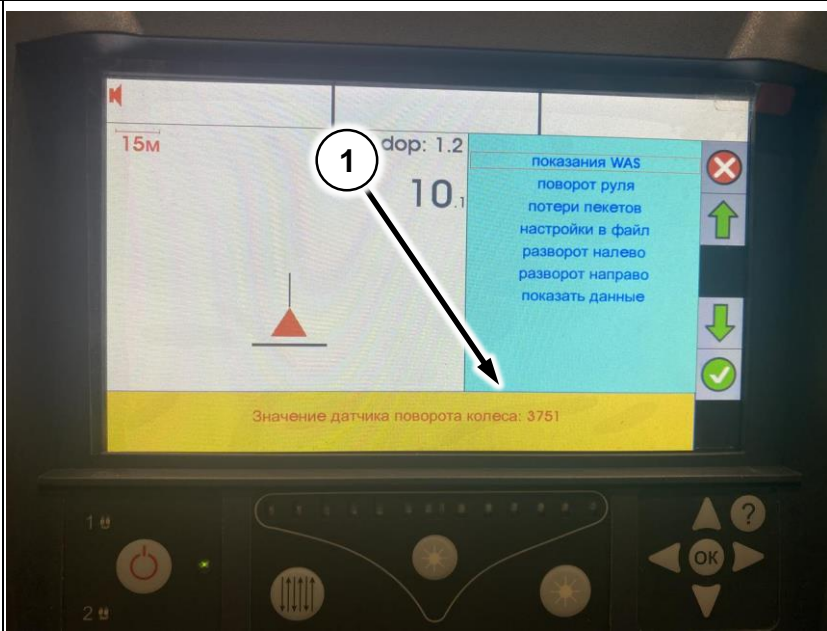 15м
dop: 1.2
10.1
1
показания WAS
поворот руля
потери пекетов
настройки в файл
разворот налево
разворот направо
показать данные
Значение датчика поворота колеса: 3751
1
?
OK
2